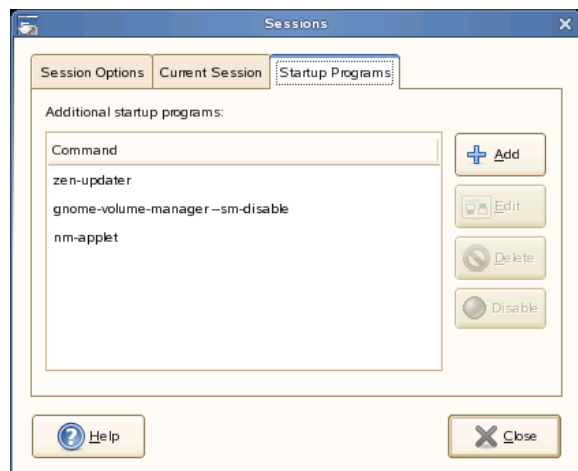 Sessions
Session Options
Current Session
Startup Programs
Additional startup programs:
Command
zen-updater
gnome-volume-manager --sm-disable
nm-applet
Add
Edit
Delete
Disable
Help
Close